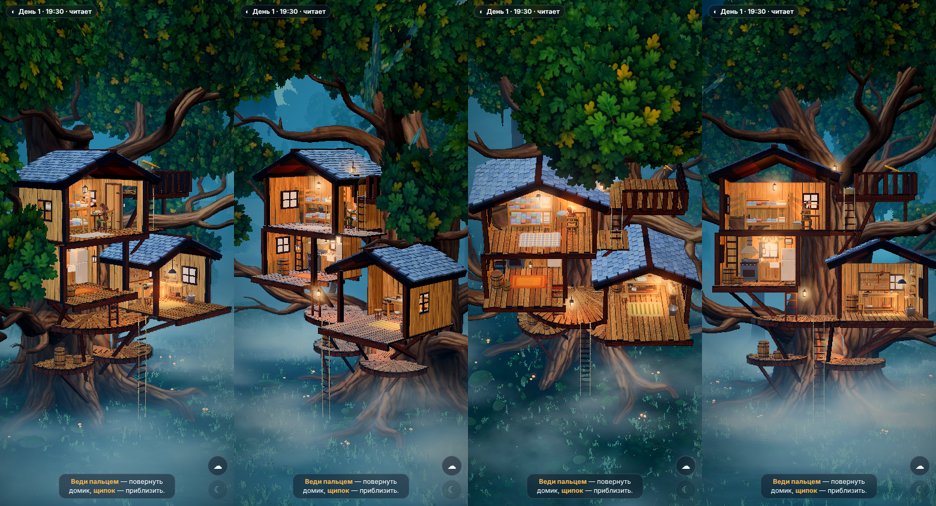 День 1 · 19:30 · читает
Веди пальцем — повернуть
домик, щипок — приблизить.
День 1 · 19:30 · читает
Веди пальцем — повернуть
домик, щипок — приблизить.
День 1 · 19:30 · читает
Веди пальцем — повернуть
домик, щипок — приблизить.
День 1 · 19:30 · читает
Веди пальцем — повернуть
домик, щипок — приблизить.